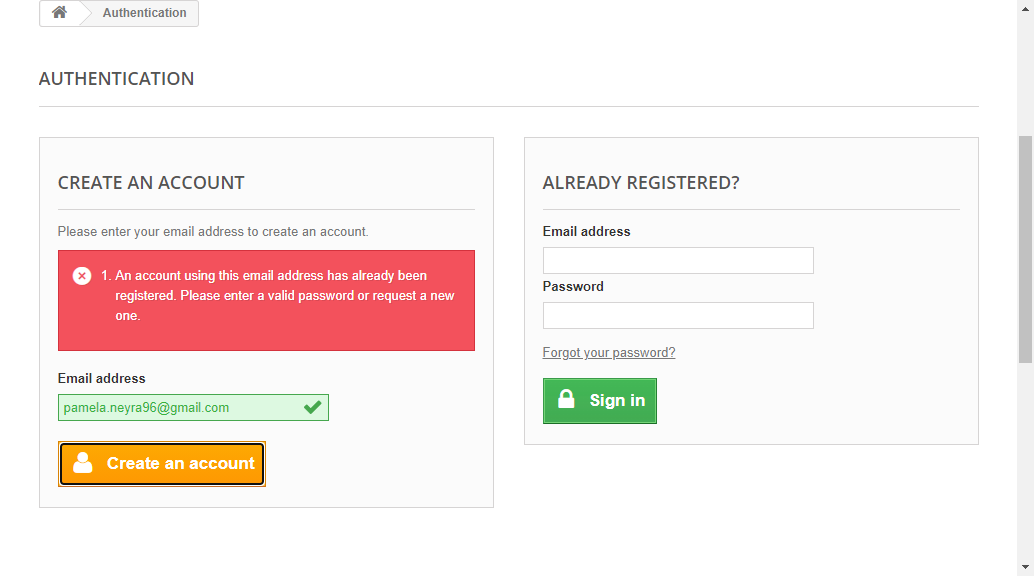 Authentication
AUTHENTICATION
CREATE AN ACCOUNT
Please enter your email address to create an account.
1. An account using this email address has already been
registered. Please enter a valid password or request a new
one.
Email address
pamela.neyra96@gmail.com
Create an account
ALREADY REGISTERED?
Email address
Password
Forgot your password?
Sign in